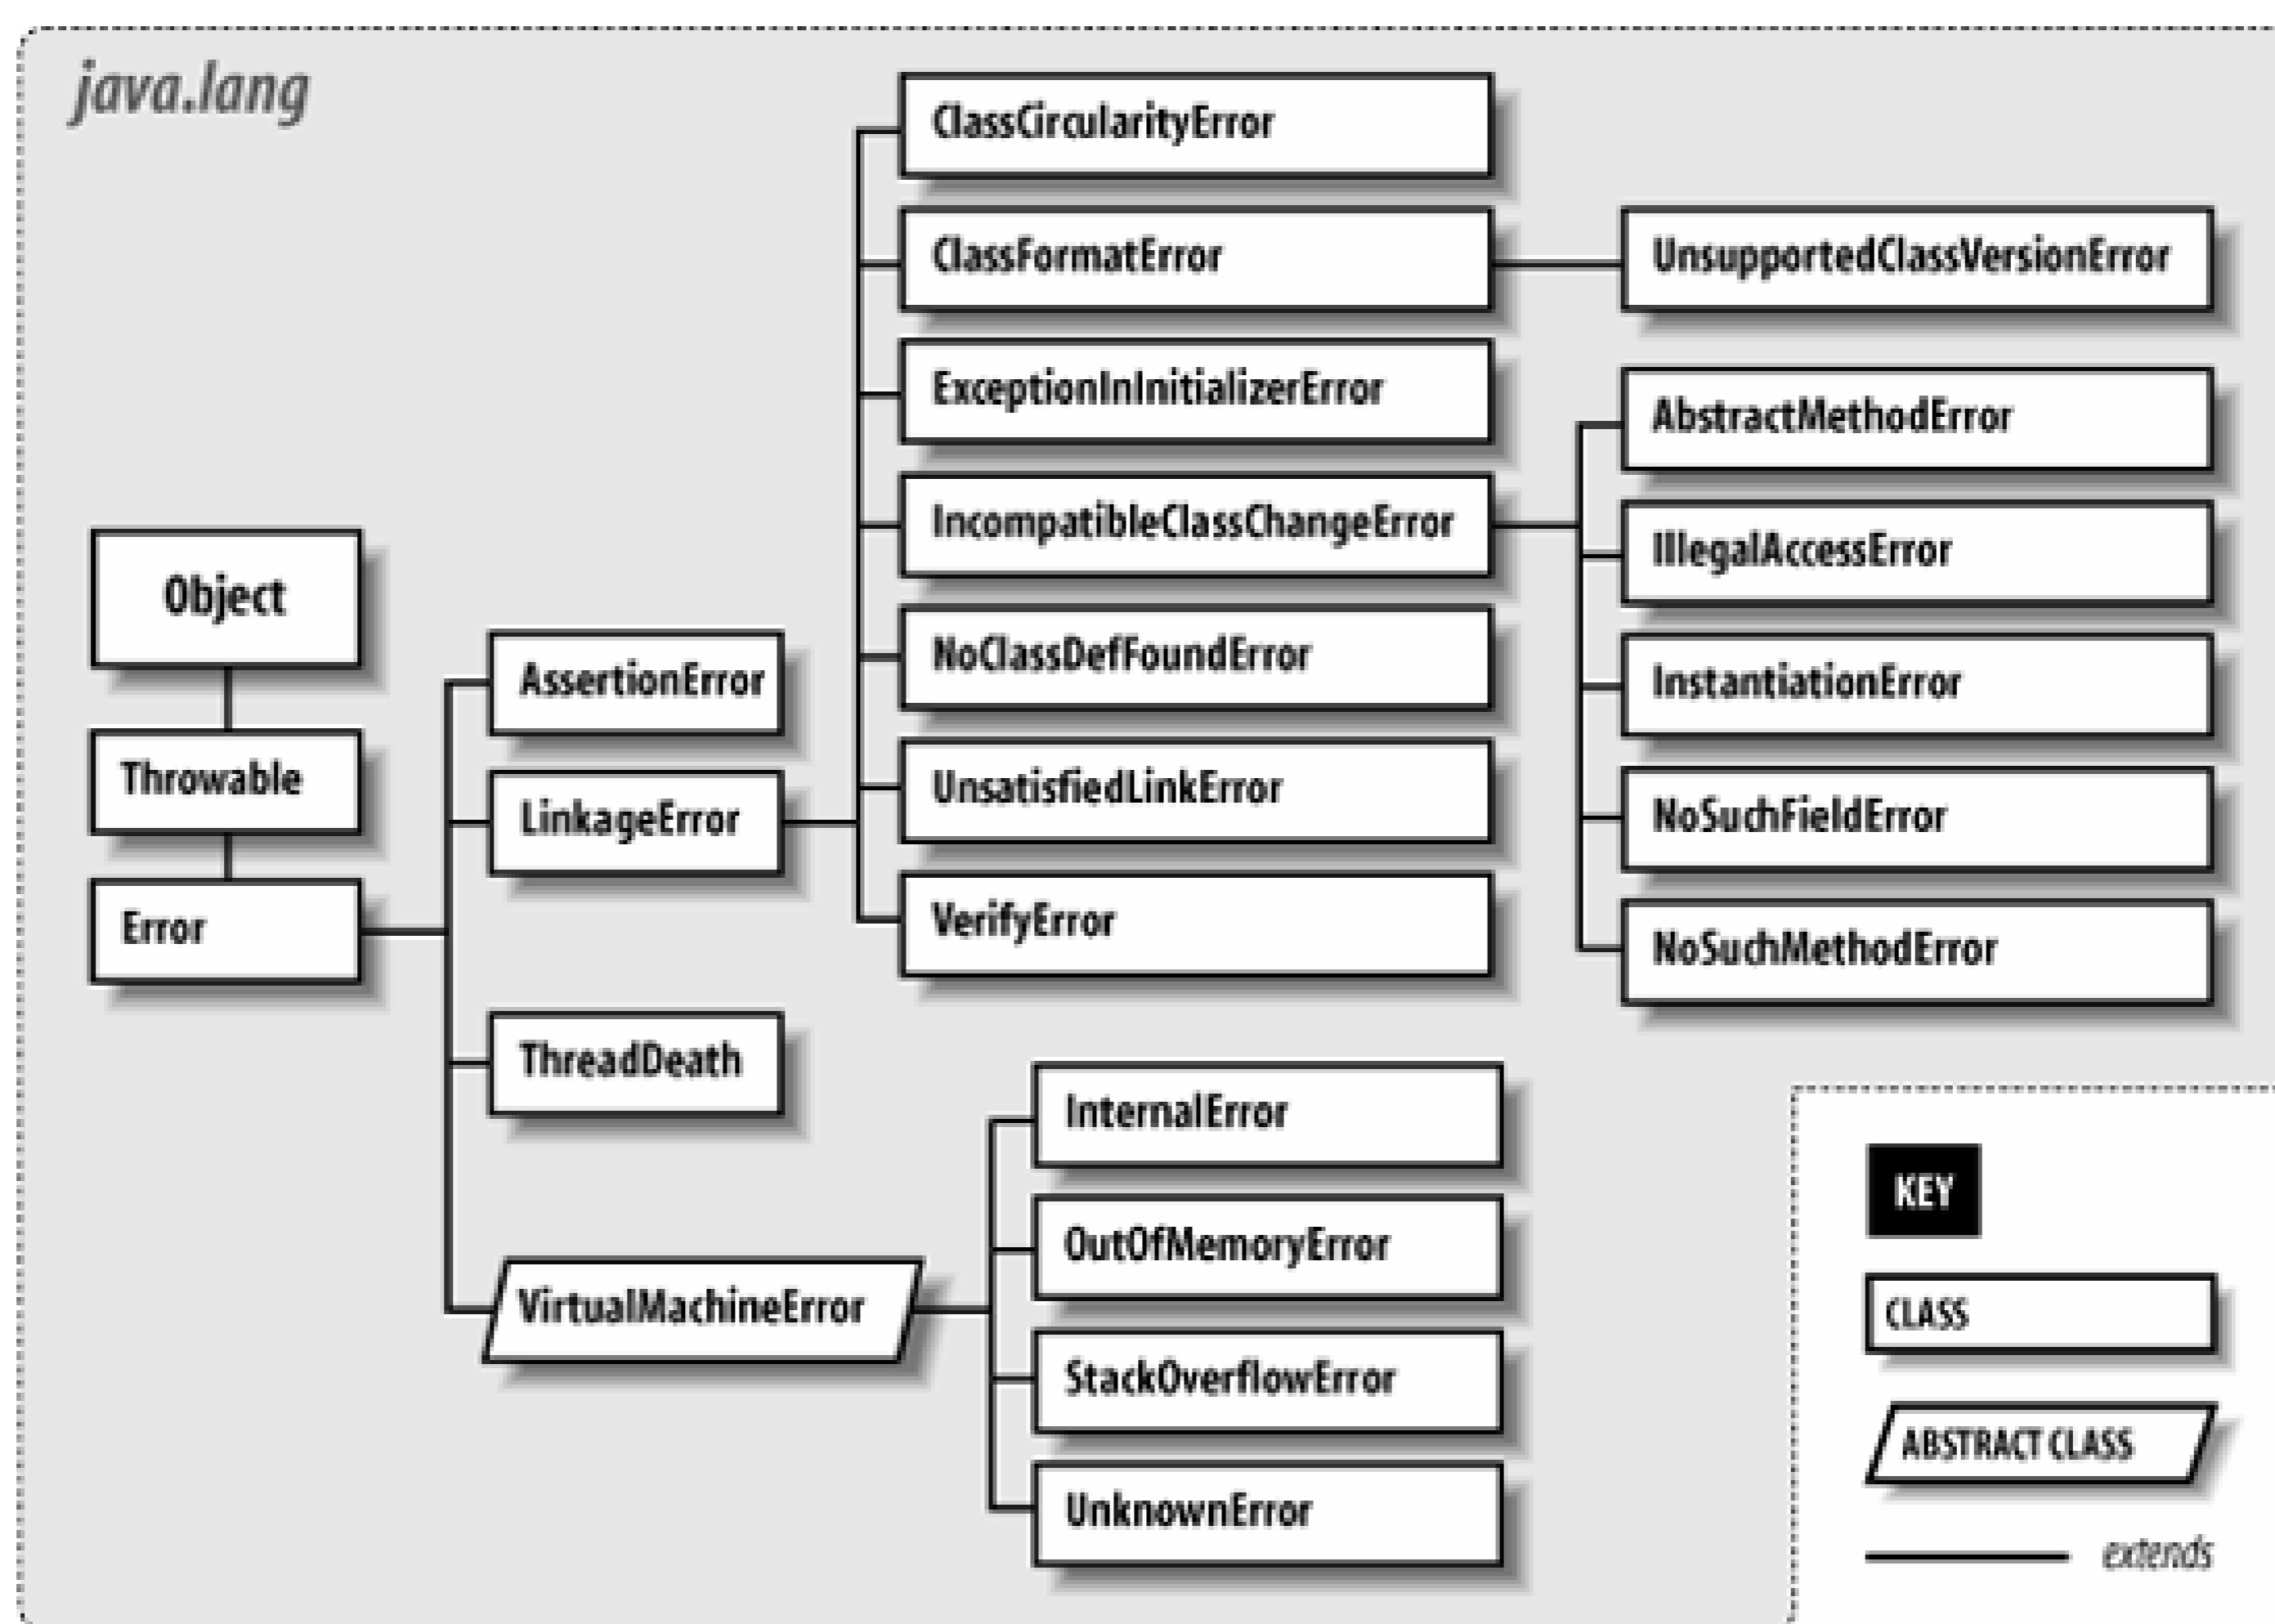 java.lang
Object
Throwable
Error
AssertionError
LinkageError
ThreadDeath
VirtualMachineError
ClassCircularityError
ClassFormatError
ExceptionInInitializerError
IncompatibleClassChangeError
NoClassDefFoundError
UnsatisfiedLinkError
VerifyError
UnsupportedClassVersionError
AbstractMethodError
IllegalAccessError
InstantiationError
NoSuchFieldError
NoSuchMethodError
InternalError
OutOfMemoryError
StackOverflowError
UnknownError
KEY
CLASS
ABSTRACT CLASS
extends